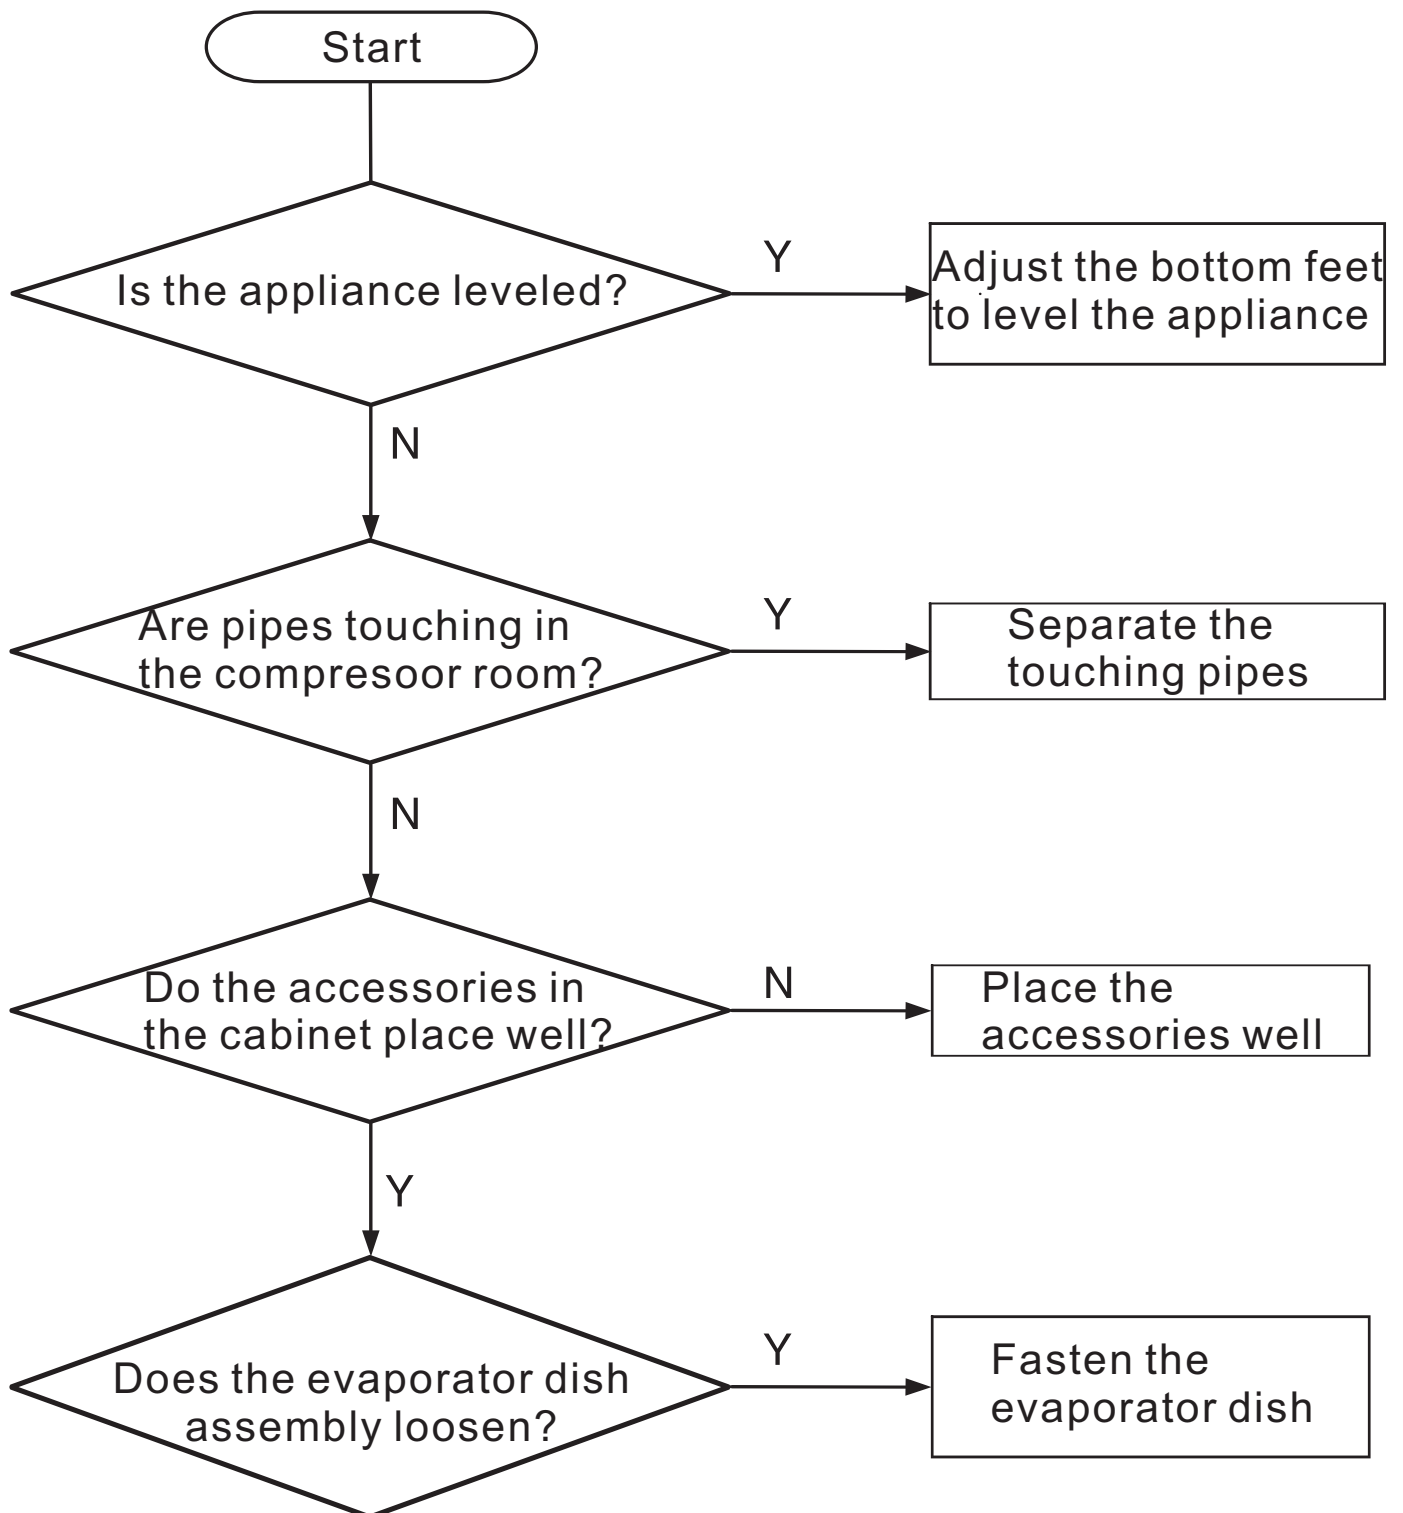 Start
Is the appliance leveled?
Y
Adjust the bottom feet
to level the appliance
N
Are pipes touching in
the compresoor room?
Y
Separate the
touching pipes
N
Do the accessories in
the cabinet place well?
N
Place the
accessories well
Y
Does the evaporator dish
assembly loosen?
Y
Fasten the
evaporator dish